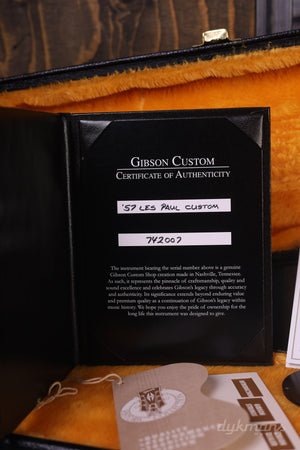 GIBSON CUSTOM
CERTIFICATE OF AUTHENTICITY
'57 LES PAUL CUSTOM
742007
The instrument bearing the serial number above is a genuine
Gibson Custom Shop creation made in Nashville, Tennessee.
As such, it represents the pinnacle of craftsmanship, quality and
sound excellence and celebrates Gibson's legacy through accuracy
and authenticity. Its significance extends beyond enduring value
and premium quality as a continuation of Gibson's legacy within
music history. We hope you enjoy the pride of ownership for the
long life this instrument was designed to give.
dykmans